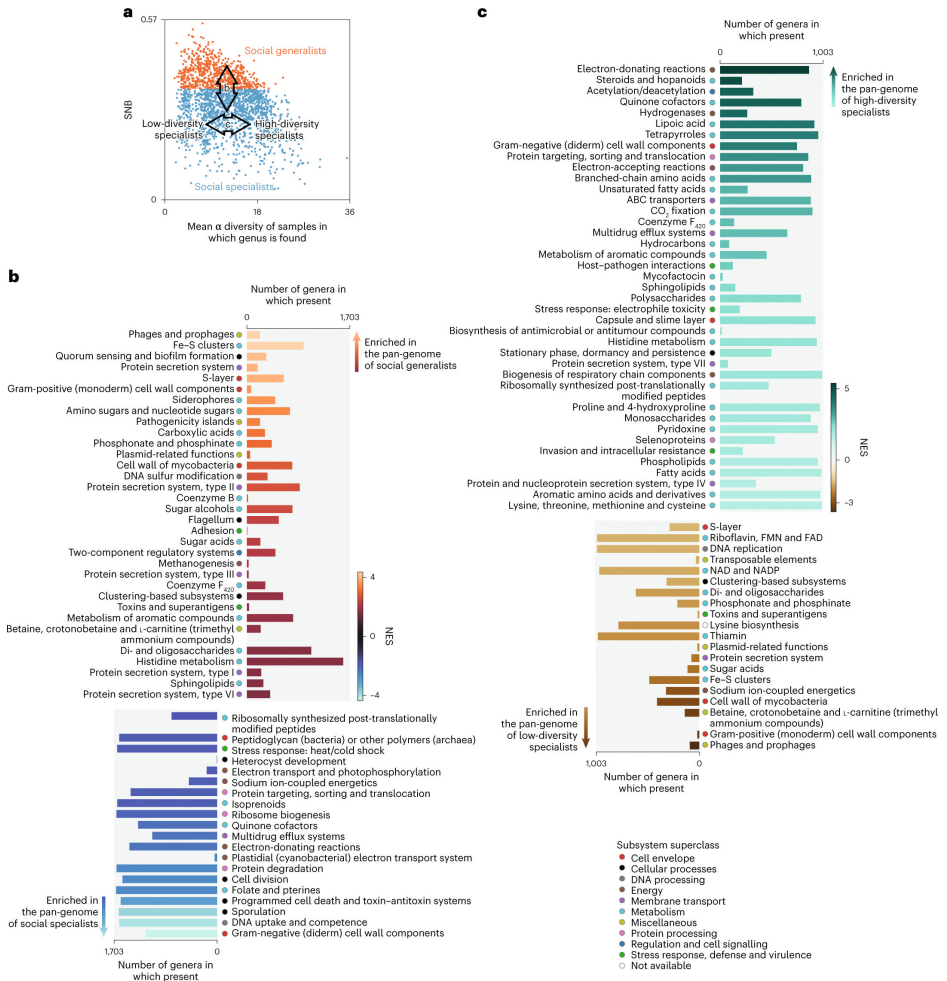 a
0.57
SNB
0
Social generalists
b
Low-diversity
specialists
c
High-diversity
specialists
Social specialists
0
18
36
Mean α diversity of samples in
which genus is found
b
Number of genera in
which present
0
1,703
Enriched in
the pan-genome
of social generalists
Phages and prophages
Fe–S clusters
Quorum sensing and biofilm formation
Protein secretion system
S-layer
Gram-positive (monoderm) cell wall components
Siderophores
Amino sugars and nucleotide sugars
Pathogenicity islands
Carboxylic acids
Phosphonate and phosphinate
Plasmid-related functions
Cell wall of mycobacteria
DNA sulfur modification
Protein secretion system, type II
Coenzyme B
Sugar alcohols
Flagellum
Adhesion
Sugar acids
Two-component regulatory systems
Methanogenesis
Protein secretion system, type III
Coenzyme F420
Clustering-based subsystems
Toxins and superantigens
Metabolism of aromatic compounds
Betaine, crotonobetaine and L-carnitine (trimethyl
ammonium compounds)
Di- and oligosaccharides
Histidine metabolism
Protein secretion system, type I
Sphingolipids
Protein secretion system, type VI
4
0
−4
NES
Ribosomally synthesized post-translationally
modified peptides
Peptidoglycan (bacteria) or other polymers (archaea)
Stress response: heat/cold shock
Heterocyst development
Electron transport and photophosphorylation
Sodium ion-coupled energetics
Protein targeting, sorting and translocation
Isoprenoids
Ribosome biogenesis
Quinone cofactors
Multidrug efflux systems
Electron-donating reactions
Plastidial (cyanobacterial) electron transport system
Protein degradation
Cell division
Folate and pterines
Programmed cell death and toxin–antitoxin systems
Sporulation
DNA uptake and competence
Gram-negative (diderm) cell wall components
Enriched in
the pan-genome
of social specialists
1,703
0
Number of genera in
which present
c
Number of genera in
which present
0
1,003
Enriched in
the pan-genome
of high-diversity
specialists
Electron-donating reactions
Steroids and hopanoids
Acetylation/deacetylation
Quinone cofactors
Hydrogenases
Lipoic acid
Tetrapyrroles
Gram-negative (diderm) cell wall components
Protein targeting, sorting and translocation
Electron-accepting reactions
Branched-chain amino acids
Unsaturated fatty acids
ABC transporters
CO2 fixation
Coenzyme F420
Multidrug efflux systems
Hydrocarbons
Metabolism of aromatic compounds
Host–pathogen interactions
Mycofactocin
Sphingolipids
Polysaccharides
Stress response: electrophile toxicity
Capsule and slime layer
Biosynthesis of antimicrobial or antitumour compounds
Histidine metabolism
Stationary phase, dormancy and persistence
Protein secretion system, type VII
Biogenesis of respiratory chain components
Ribosomally synthesized post-translationally
modified peptides
Proline and 4-hydroxyproline
Monosaccharides
Pyridoxine
Selenoproteins
Invasion and intracellular resistance
Phospholipids
Fatty acids
Protein and nucleoprotein secretion system, type IV
Aromatic amino acids and derivatives
Lysine, threonine, methionine and cysteine
5
0
−3
NES
S-layer
Riboflavin, FMN and FAD
DNA replication
Transposable elements
NAD and NADP
Clustering-based subsystems
Di- and oligosaccharides
Phosphonate and phosphinate
Toxins and superantigens
Lysine biosynthesis
Thiamin
Plasmid-related functions
Protein secretion system
Sugar acids
Fe–S clusters
Sodium ion-coupled energetics
Cell wall of mycobacteria
Betaine, crotonobetaine and L-carnitine (trimethyl
ammonium compounds)
Gram-positive (monoderm) cell wall components
Phages and prophages
Enriched in
the pan-genome
of low-diversity
specialists
1,003
0
Number of genera in
which present
Subsystem superclass
Cell envelope
Cellular processes
DNA processing
Energy
Membrane transport
Metabolism
Miscellaneous
Protein processing
Regulation and cell signalling
Stress response, defense and virulence
Not available